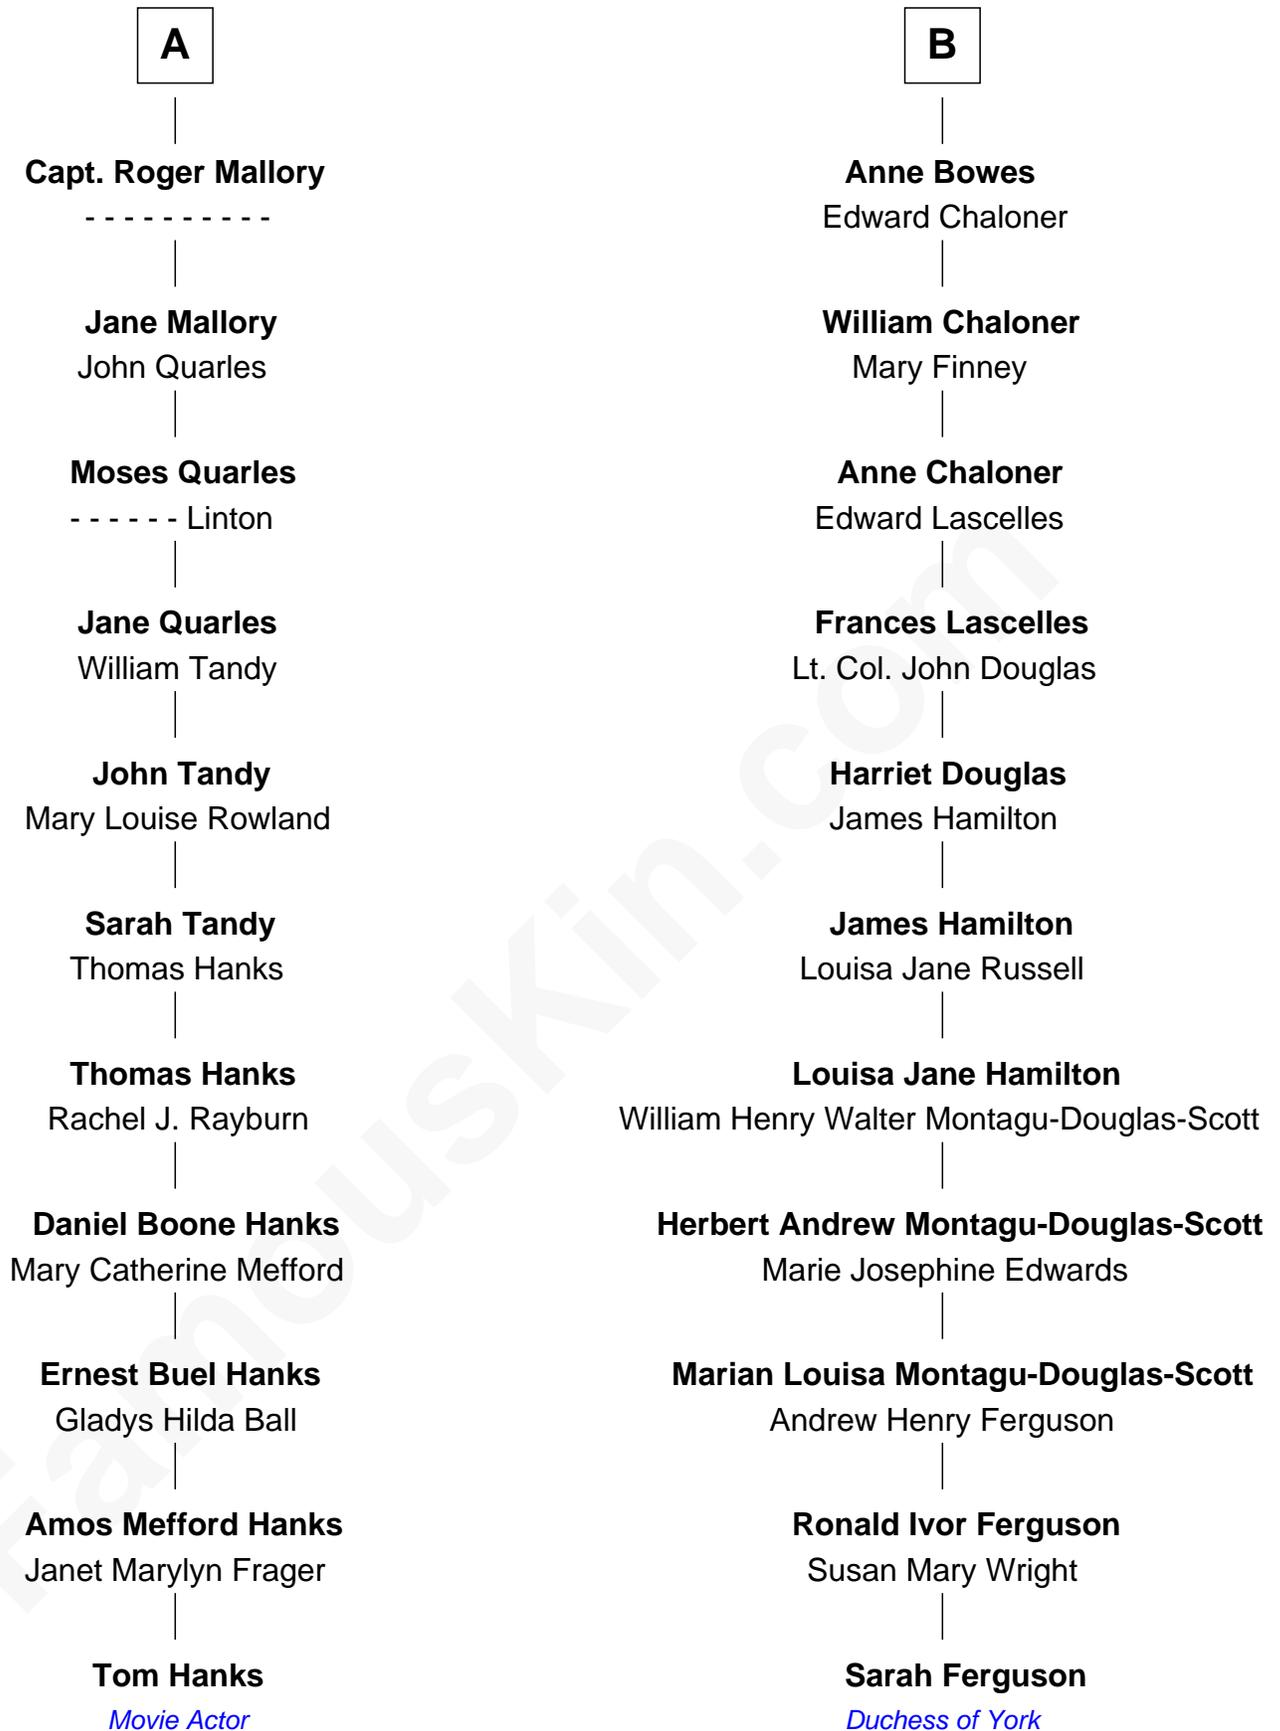 A
Capt. Roger Mallory
- - - - - - - - - -
Jane Mallory
John Quarles
Moses Quarles
- - - - - - Linton
Jane Quarles
William Tandy
John Tandy
Mary Louise Rowland
Sarah Tandy
Thomas Hanks
Thomas Hanks
Rachel J. Rayburn
Daniel Boone Hanks
Mary Catherine Mefford
Ernest Buel Hanks
Gladys Hilda Ball
Amos Mefford Hanks
Janet Marylyn Frager
Tom Hanks
Movie Actor
B
Anne Bowes
Edward Chaloner
William Chaloner
Mary Finney
Anne Chaloner
Edward Lascelles
Frances Lascelles
Lt. Col. John Douglas
Harriet Douglas
James Hamilton
James Hamilton
Louisa Jane Russell
Louisa Jane Hamilton
William Henry Walter Montagu-Douglas-Scott
Herbert Andrew Montagu-Douglas-Scott
Marie Josephine Edwards
Marian Louisa Montagu-Douglas-Scott
Andrew Henry Ferguson
Ronald Ivor Ferguson
Susan Mary Wright
Sarah Ferguson
Duchess of York
FamousKin.com